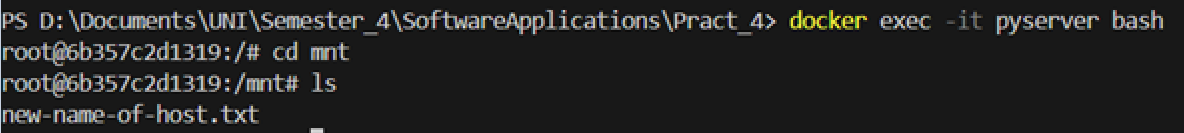 PS D:\Documents\UNI\Semester_4\SoftwareApplications\Pract_4> docker exec -it pyserver bash
root@6b357c2d1319:/# cd mnt
root@6b357c2d1319:/mnt# ls
new-name-of-host.txt